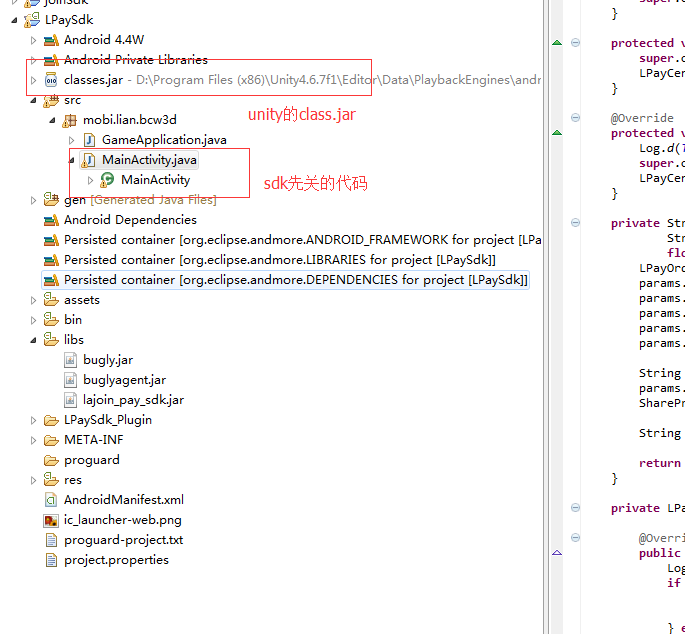 joinSdk
LPaySdk
Android 4.4W
Android Private Libraries
classes.jar - D:\Program Files (x86)\Unity4.6.7f1\Editor\Data\PlaybackEngines\andr
unity的class.jar
src
mobi.lian.bcw3d
GameApplication.java
MainActivity.java
MainActivity
sdk先关的代码
gen [Generated Java Files]
Android Dependencies
Persisted container [org.eclipse.andmore.ANDROID_FRAMEWORK for project [LPa
Persisted container [org.eclipse.andmore.LIBRARIES for project [LPaySdk]]
Persisted container [org.eclipse.andmore.DEPENDENCIES for project [LPaySdk]]
assets
bin
libs
bugly.jar
buglyagent.jar
lajoin_pay_sdk.jar
LPaySdk_Plugin
META-INF
proguard
res
AndroidManifest.xml
ic_launcher-web.png
proguard-project.txt
project.properties
}
protected v
super.o
LPayCen
}
@Override
protected v
Log.d(T
super.o
LPayCen
}
private Str
Str
flo
LPayOrd
params.
params.
params.
params.
params.
String
params.
SharePr
String
return
}
private LPa
@Overri
public
Log
if
} e